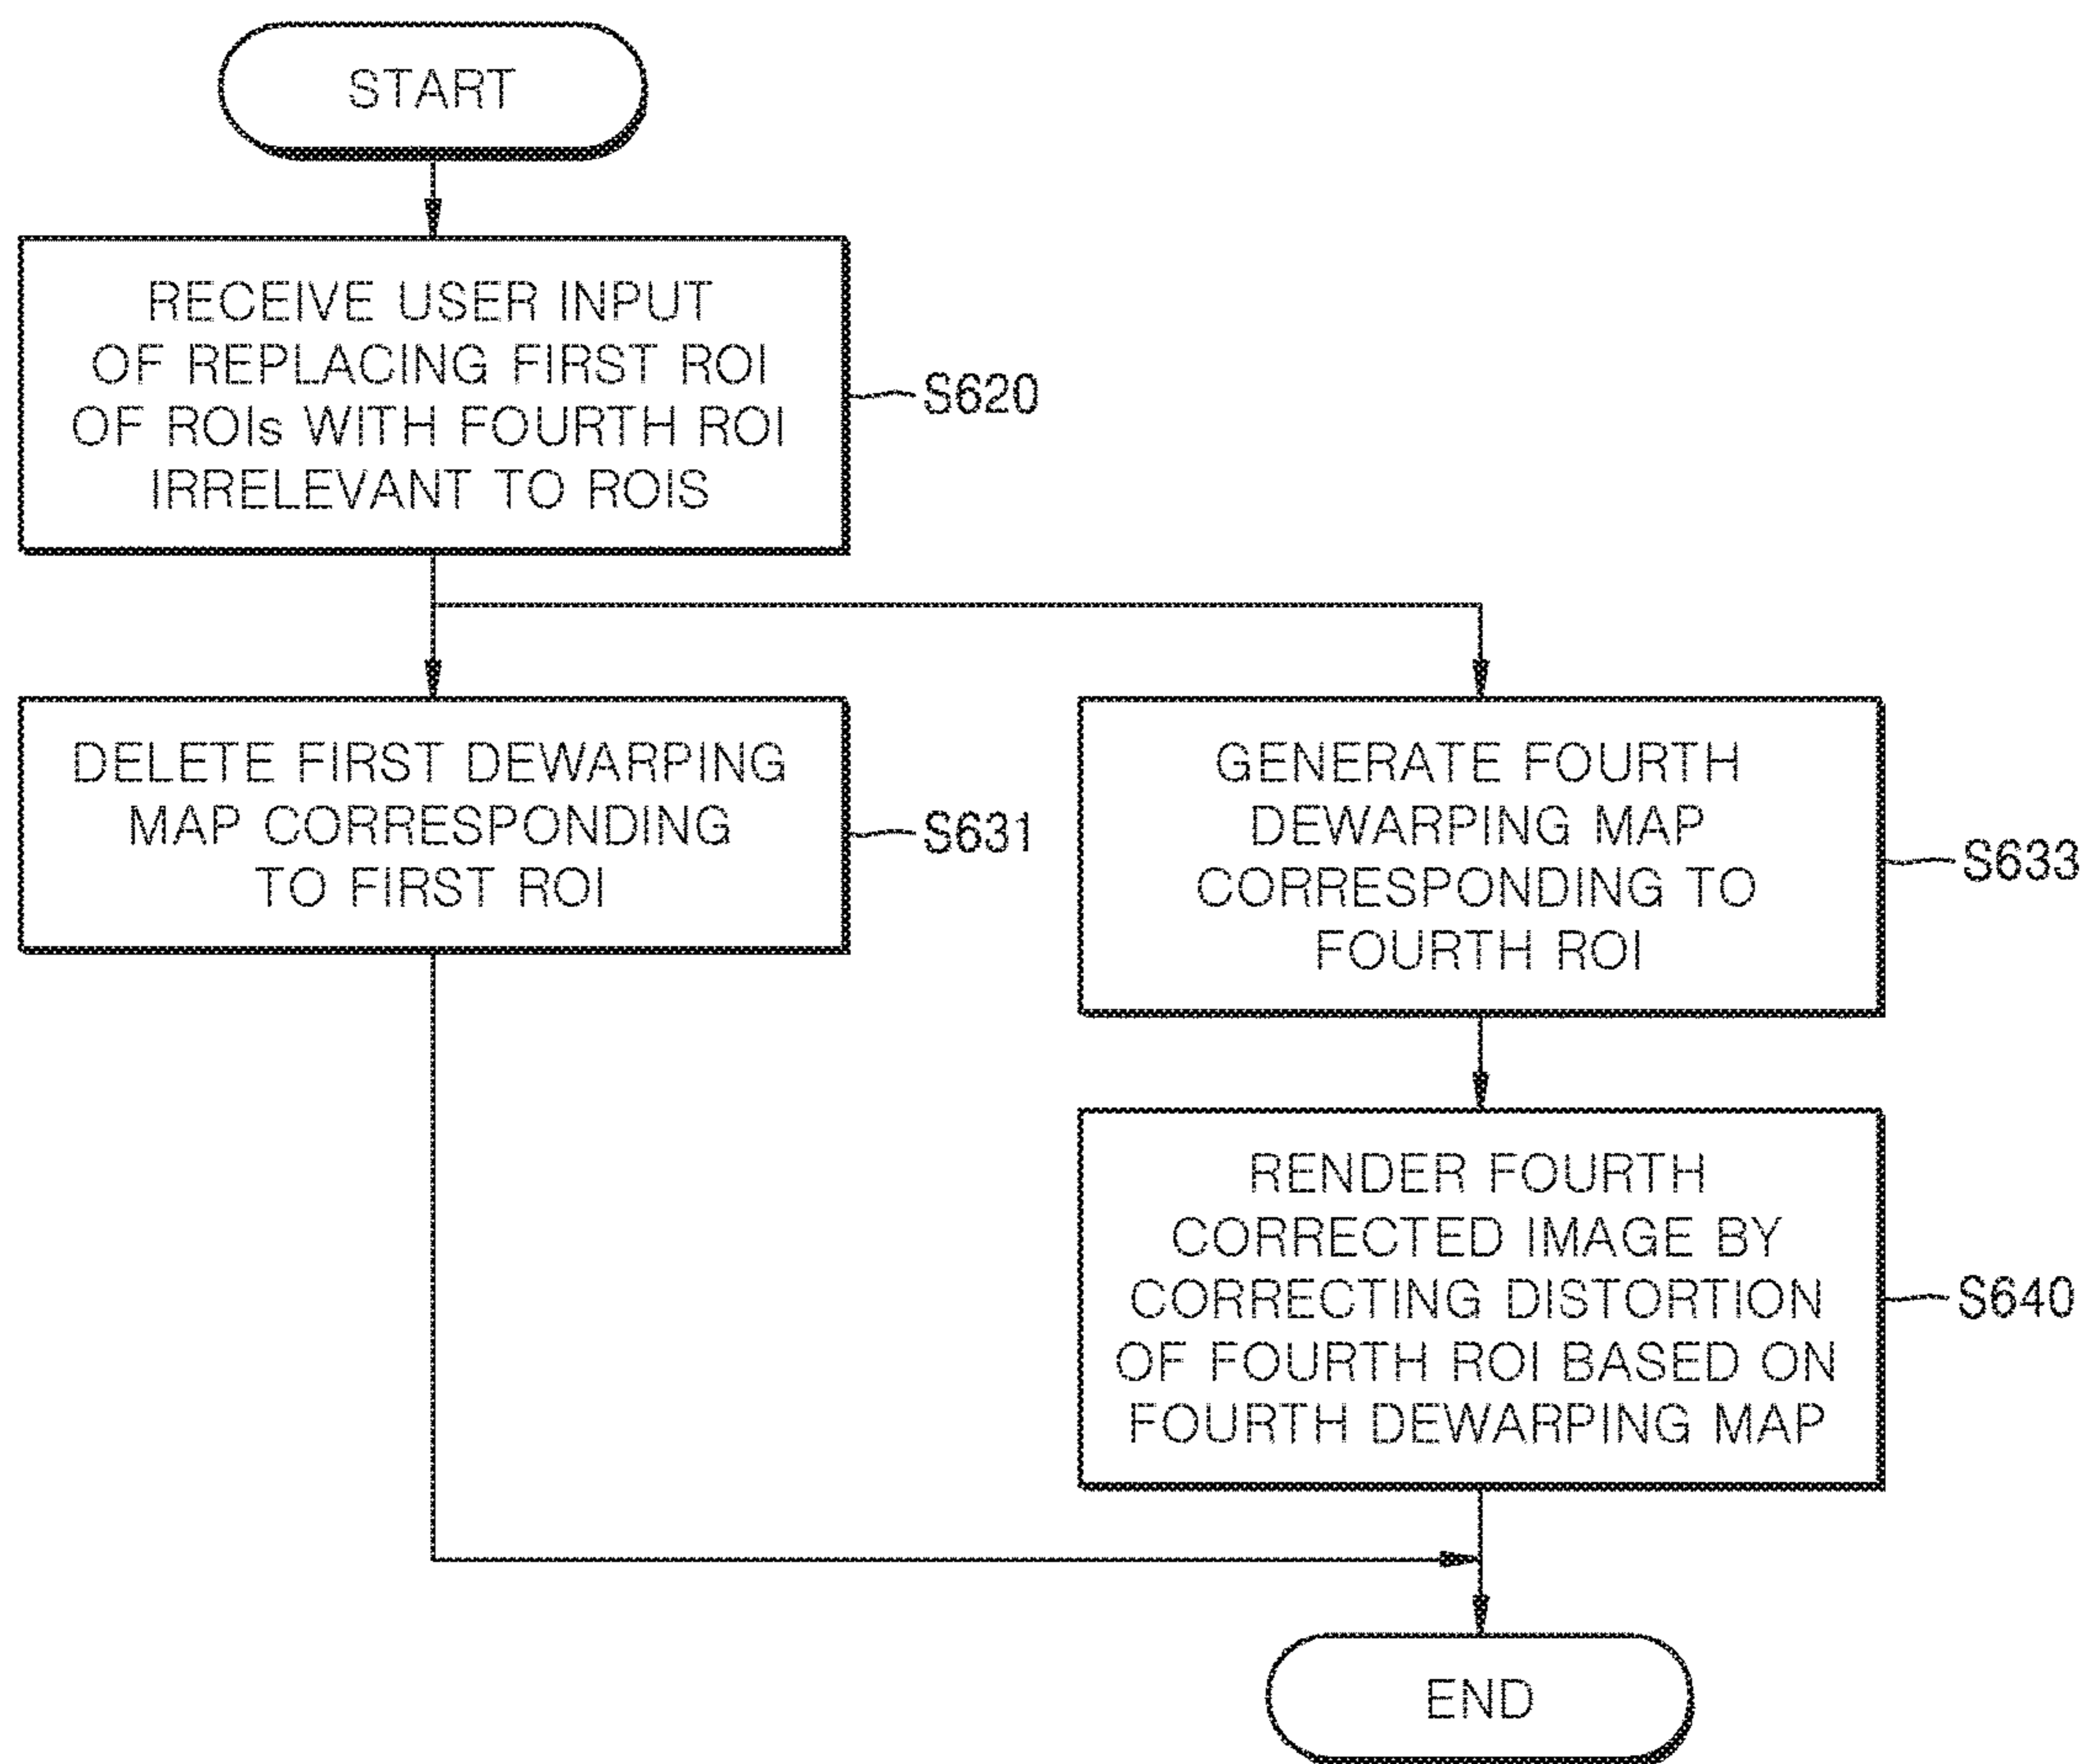 START
RECEIVE USER INPUT
OF REPLACING FIRST ROI
OF ROIs WITH FOURTH ROI
IRRELEVANT TO ROIS
S620
DELETE FIRST DEWARPING
MAP CORRESPONDING
TO FIRST ROI
S631
GENERATE FOURTH
DEWARPING MAP
CORRESPONDING TO
FOURTH ROI
S633
RENDER FOURTH
CORRECTED IMAGE BY
CORRECTING DISTORTION
OF FOURTH ROI BASED ON
FOURTH DEWARPING MAP
S640
END